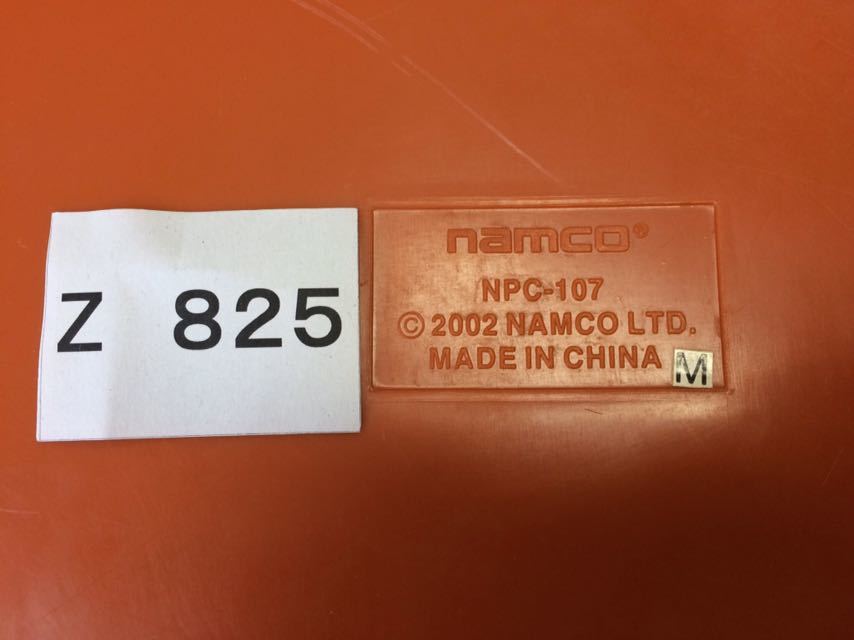 Z 825
namco®
NPC-107
© 2002 NAMCO LTD.
MADE IN CHINA
M